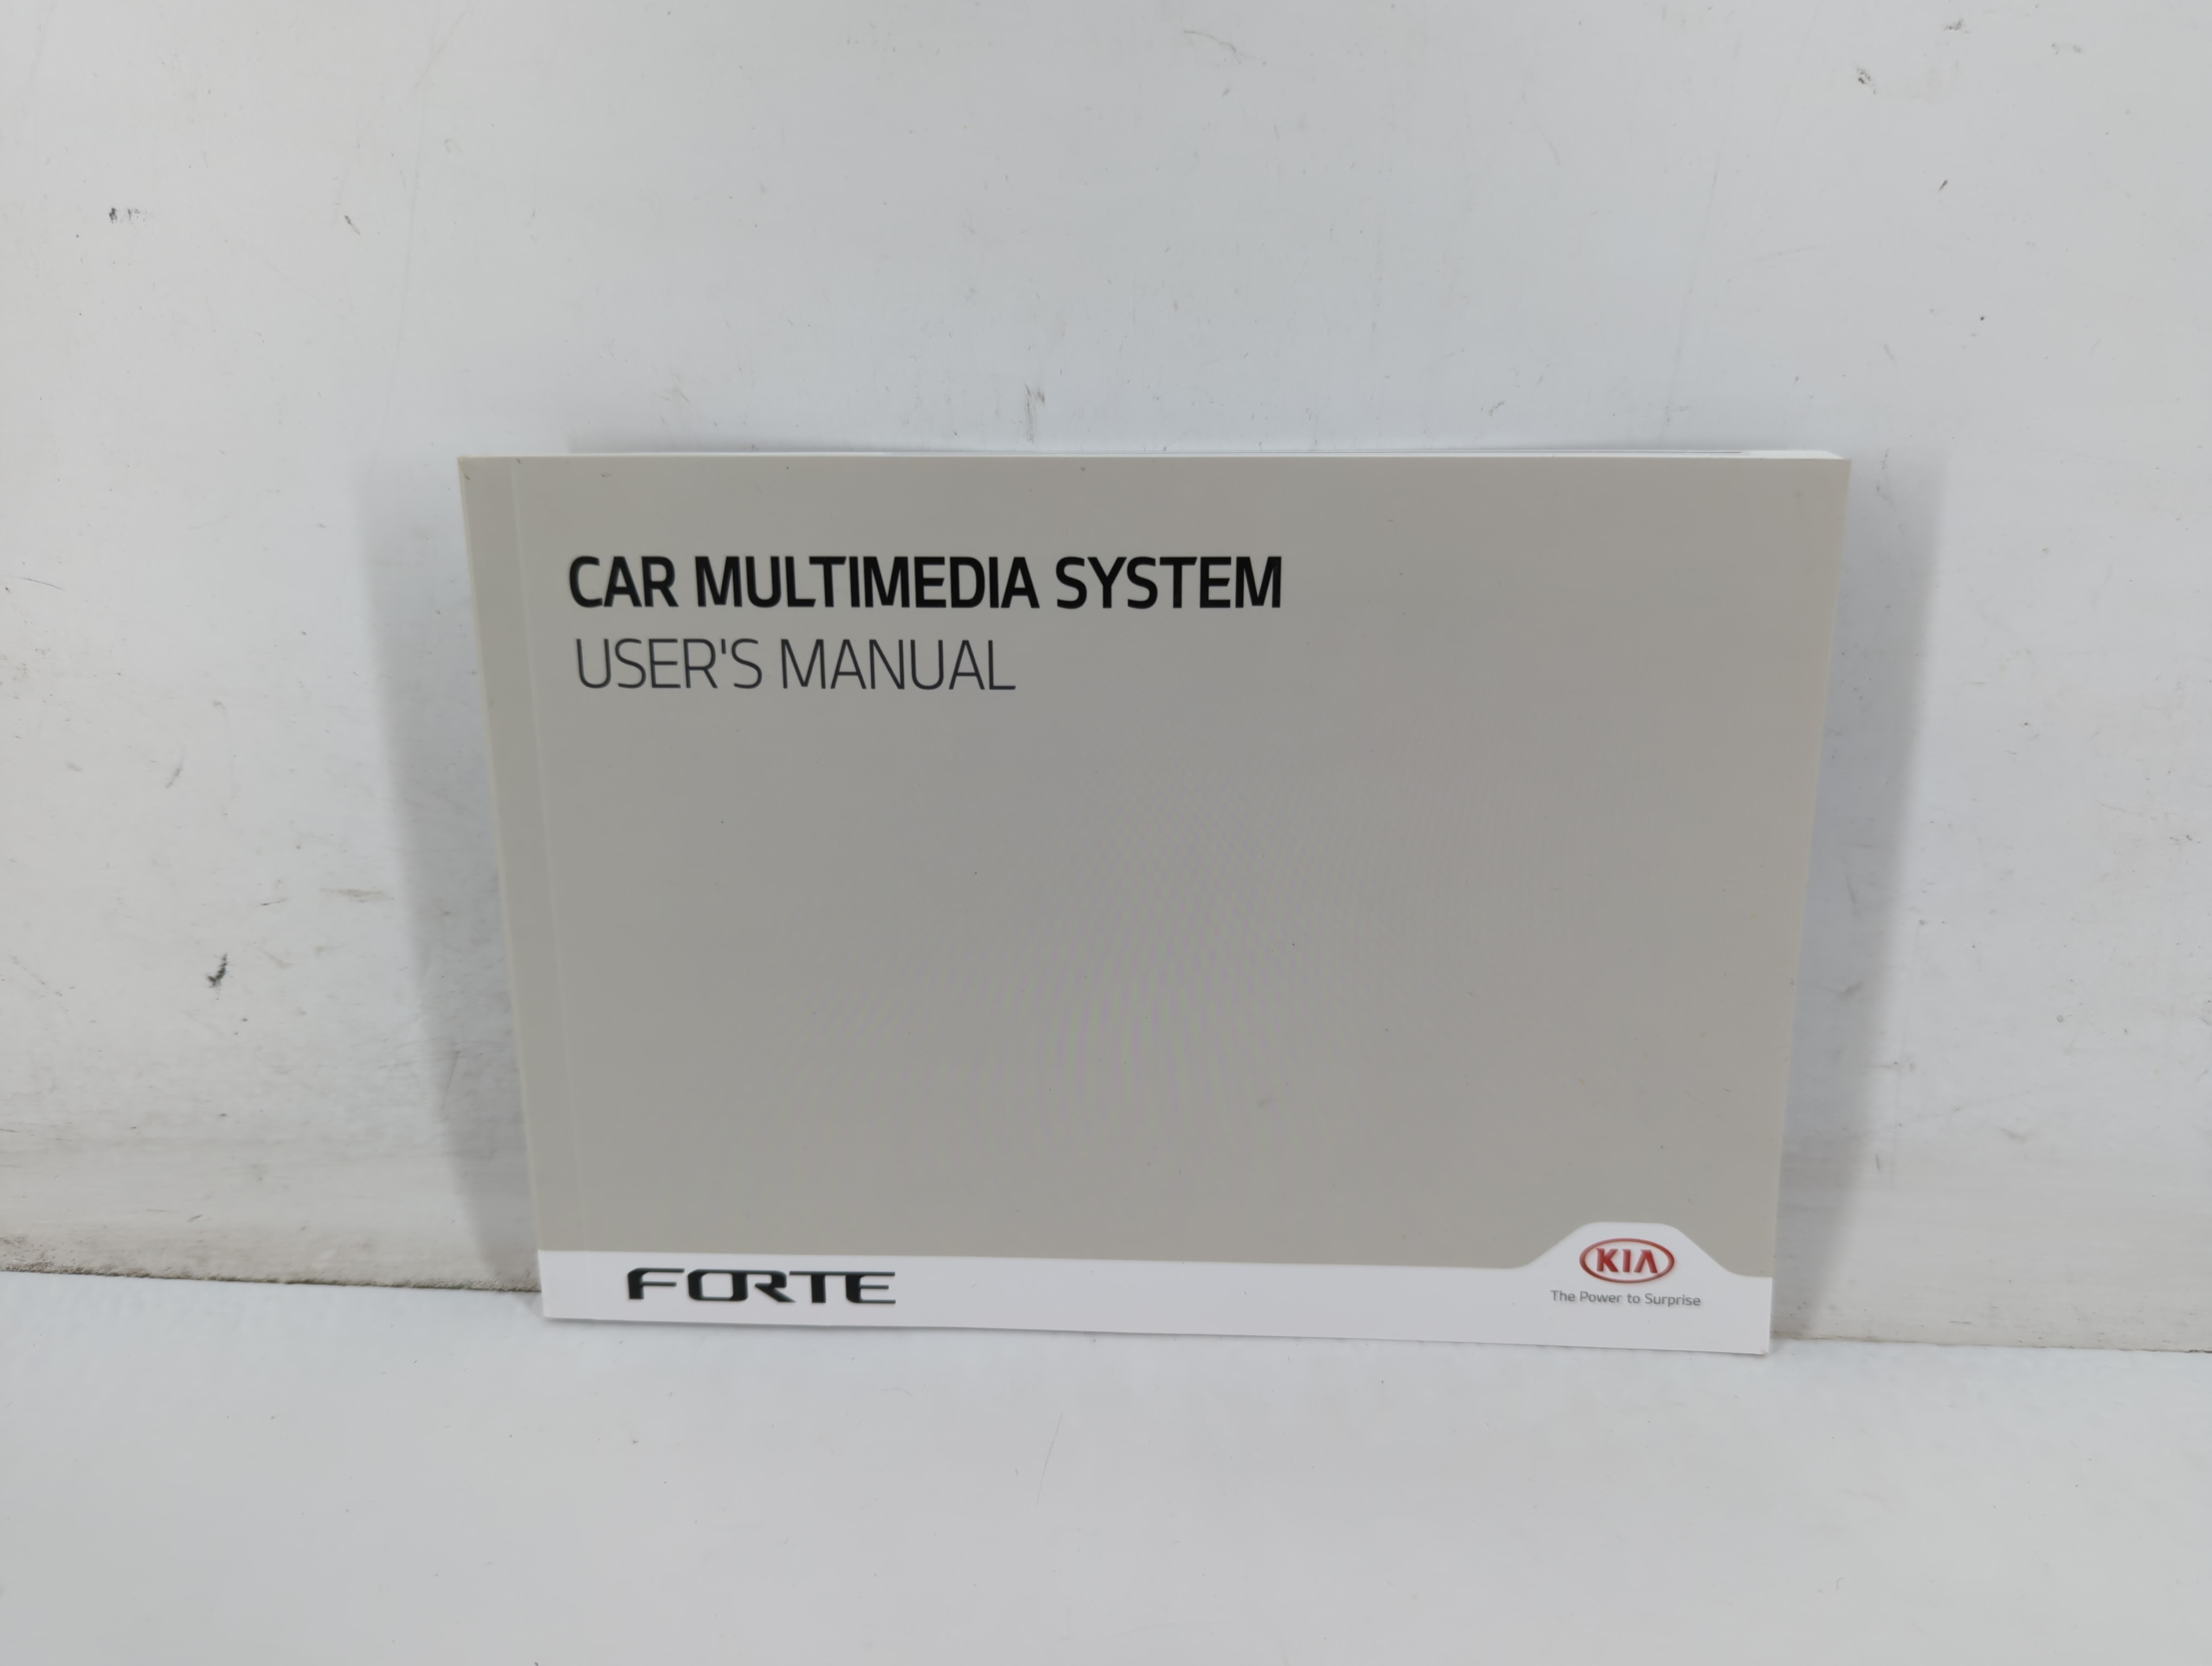 CAR MULTIMEDIA SYSTEM
USER'S MANUAL
FORTE
KIA
The Power to Surprise